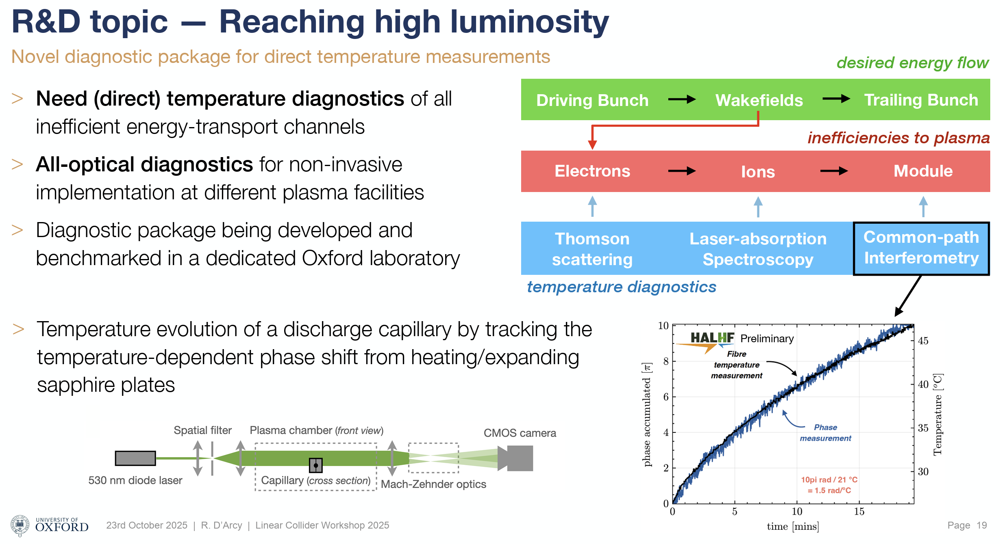 R&D topic — Reaching high luminosity
Novel diagnostic package for direct temperature measurements
> Need (direct) temperature diagnostics of all
inefficient energy-transport channels
> All-optical diagnostics for non-invasive
implementation at different plasma facilities
> Diagnostic package being developed and
benchmarked in a dedicated Oxford laboratory
desired energy flow
Driving Bunch
Wakefields
Trailing Bunch
inefficiencies to plasma
Electrons
Ions
Module
Thomson
scattering
Laser-absorption
Spectroscopy
Common-path
Interferometry
temperature diagnostics
> Temperature evolution of a discharge capillary by tracking the
temperature-dependent phase shift from heating/expanding
sapphire plates
Spatial filter
Plasma chamber (front view)
CMOS camera
530 nm diode laser
Capillary (cross section)
Mach-Zehnder optics
HALHF Preliminary
Fibre
temperature
measurement
Phase
measurement
10pi rad / 21 °C
= 1.5 rad/°C
phase accumulated [π]
10
8
6
4
2
0
0 5 10 15
time [mins]
45
40
35
30
Temperature [°C]
UNIVERSITY OF
OXFORD
23rd October 2025 | R. D'Arcy | Linear Collider Workshop 2025
Page 19